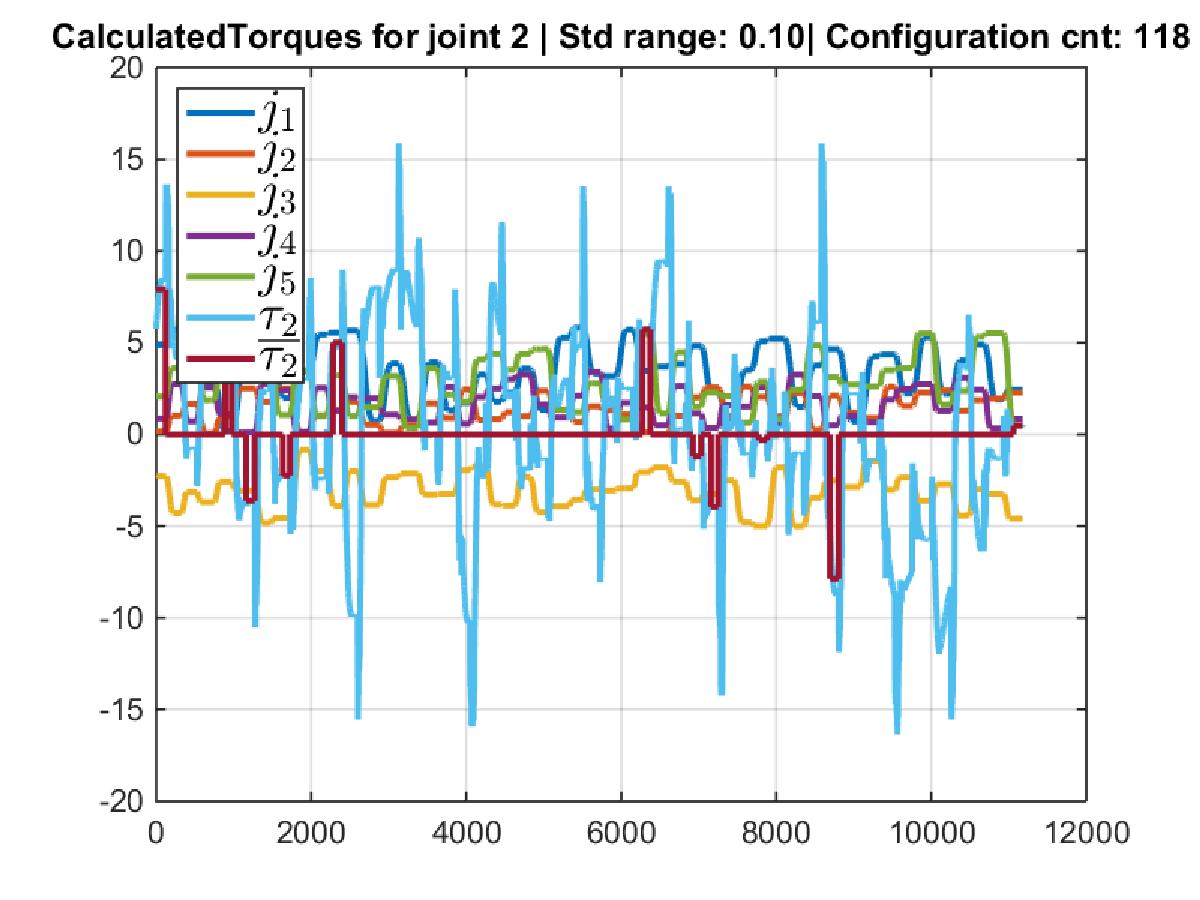 CalculatedTorques for joint 2 | Std range: 0.10| Configuration cnt: 118
20
15
10
5
0
-5
-10
-15
-20
j1
j2
j3
j4
j5
τ2
τ̅2
0 2000 4000 6000 8000 10000 12000